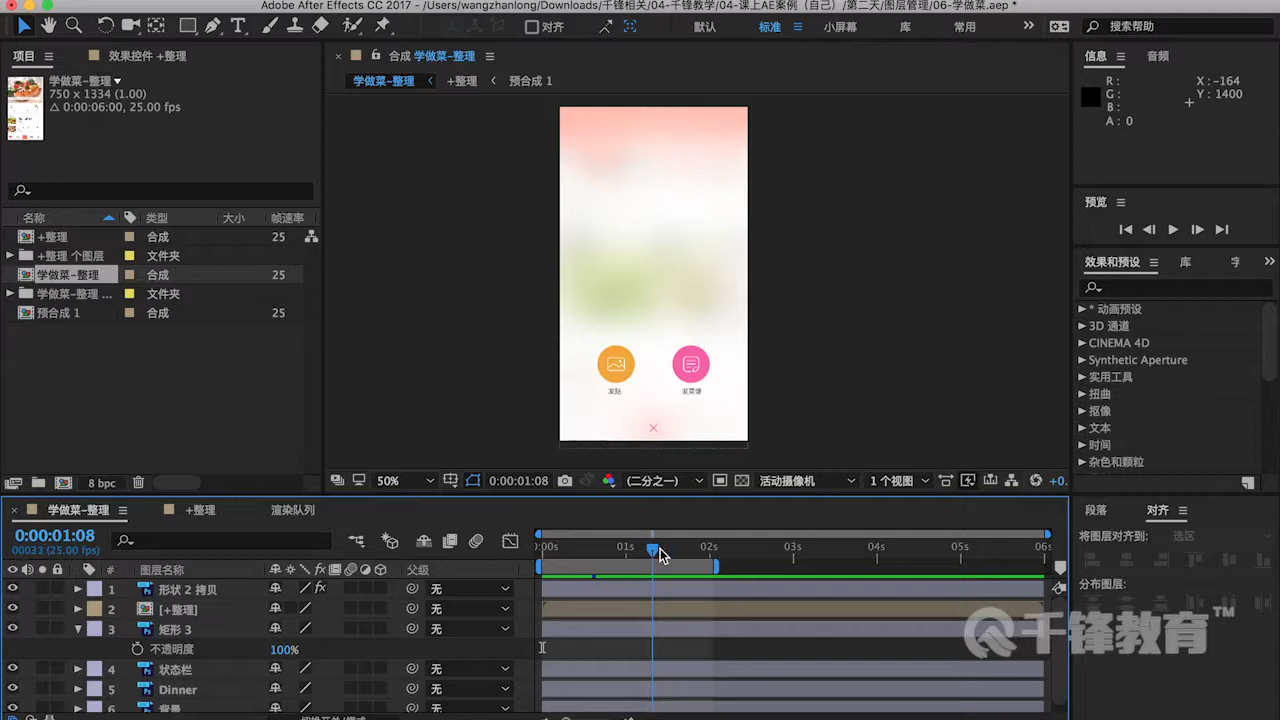 Adobe After Effects CC 2017 - /Users/wangzhanlong/Downloads/千锋相关/04-千锋教学/04-课上AE案例（自己）/第二天/图层管理/06-学做菜.aep *
对齐
默认
标准
小屏幕
库
常用
搜索帮助
项目
效果控件 +整理
合成 学做菜-整理
信息
音频
学做菜-整理
750 x 1334 (1.00)
△ 0:00:06:00, 25.00 fps
学做菜-整理
+整理
预合成 1
R :
G :
B :
A : 0
X : -164
Y : 1400
预览
名称
类型
大小
帧速率
+整理
合成
25
+整理 个图层
文件夹
学做菜-整理
合成
25
学做菜-整理 ...
文件夹
预合成 1
合成
25
发贴
发菜谱
效果和预设
库
字
* 动画预设
3D 通道
CINEMA 4D
Synthetic Aperture
实用工具
扭曲
抠像
文本
时间
杂色和颗粒
8 bpc
50%
0:00:01:08
(二分之一)
活动摄像机
1 个视图
+0.
学做菜-整理
+整理
渲染队列
段落
对齐
0:00:01:08
00033 (25.00 fps)
):00s
01s
02s
03s
04s
05s
06s
将图层对齐到:
选区
分布图层:
#
图层名称
父级
1
形状 2 拷贝
无
2
[+整理]
无
3
矩形 3
无
不透明度
100%
4
状态栏
无
5
Dinner
无
6
背景
千锋教育™